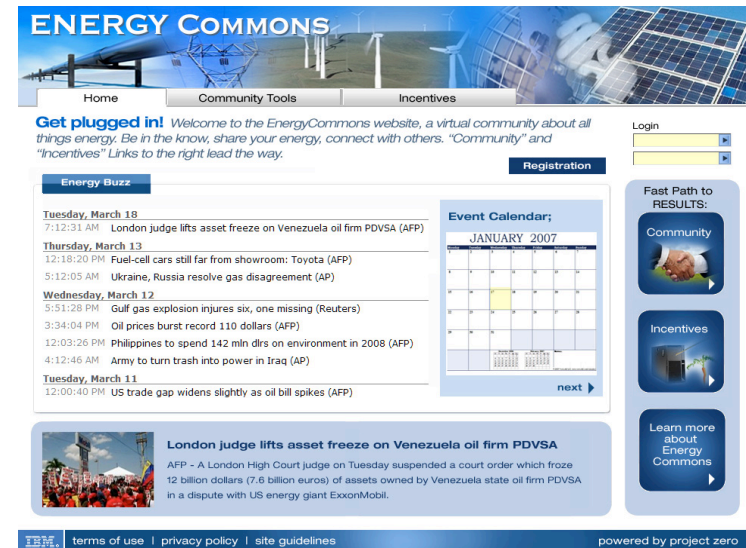 ENERGY COMMONS
Home
Community Tools
Incentives
Get plugged in! Welcome to the EnergyCommons website, a virtual community about all
things energy. Be in the know, share your energy, connect with others. “Community” and
“Incentives” Links to the right lead the way.
Login
Registration
Energy Buzz
Tuesday, March 18
7:12:31 AM London judge lifts asset freeze on Venezuela oil firm PDVSA (AFP)
Thursday, March 13
12:18:20 PM Fuel-cell cars still far from showroom: Toyota (AFP)
5:12:05 AM Ukraine, Russia resolve gas disagreement (AP)
Wednesday, March 12
5:51:28 PM Gulf gas explosion injures six, one missing (Reuters)
3:34:04 PM Oil prices burst record 110 dollars (AFP)
12:03:26 PM Philippines to spend 142 mln dlrs on environment in 2008 (AFP)
4:12:46 AM Army to turn trash into power in Iraq (AP)
Tuesday, March 11
12:00:40 PM US trade gap widens slightly as oil bill spikes (AFP)
Event Calendar;
JANUARY 2007
next
Fast Path to
RESULTS:
Community
Incentives
Learn more
about
Energy
Commons
London judge lifts asset freeze on Venezuela oil firm PDVSA
AFP - A London High Court judge on Tuesday suspended a court order which froze
12 billion dollars (7.6 billion euros) of assets owned by Venezuela state oil firm PDVSA
in a dispute with US energy giant ExxonMobil.
IBM. terms of use | privacy policy | site guidelines
powered by project zero